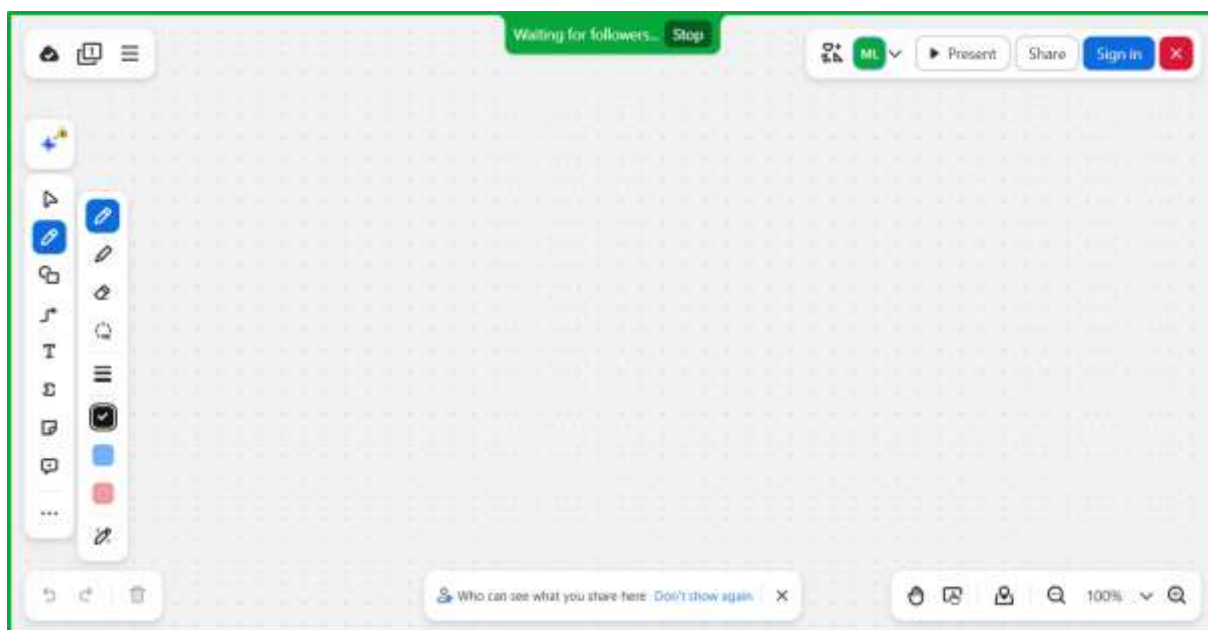 Waiting for followers... Stop
1
ML
Present
Share
Sign in
T
Σ
Who can see what you share here Don't show again
100%